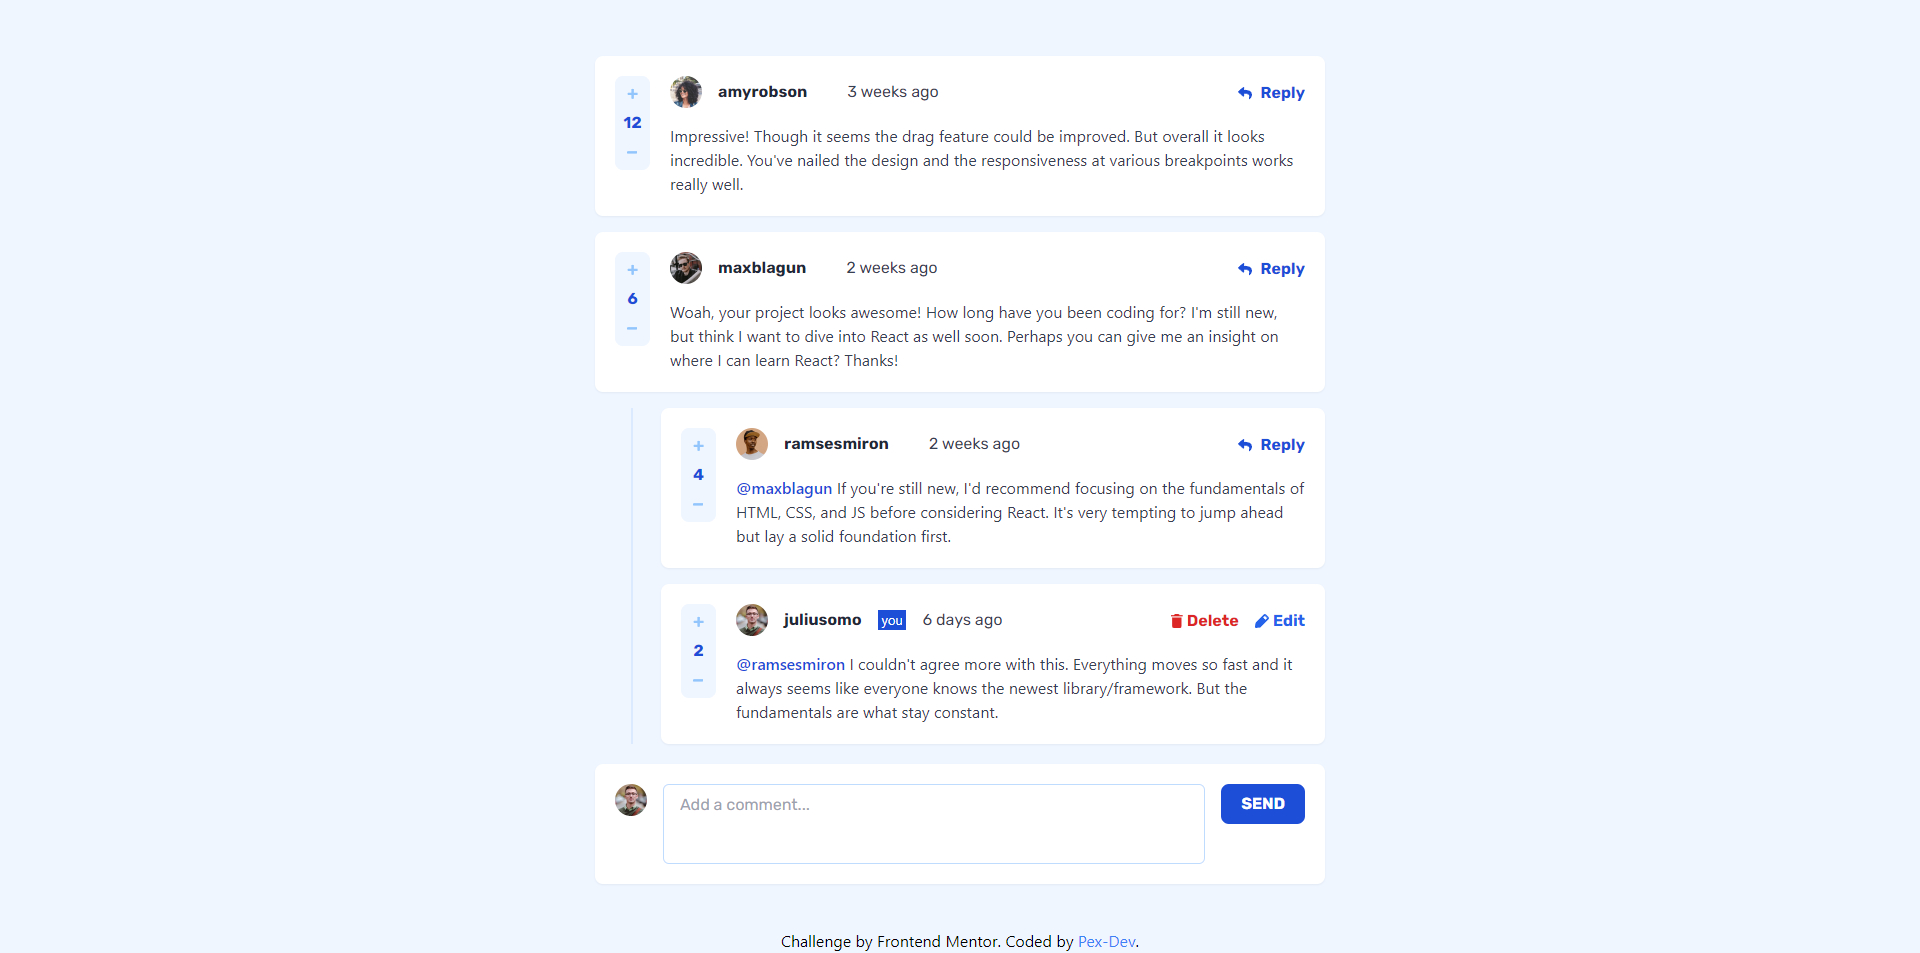 +
12
−
amyrobson 3 weeks ago Reply
Impressive! Though it seems the drag feature could be improved. But overall it looks
incredible. You've nailed the design and the responsiveness at various breakpoints works
really well.
+
6
−
maxblagun 2 weeks ago Reply
Woah, your project looks awesome! How long have you been coding for? I'm still new,
but think I want to dive into React as well soon. Perhaps you can give me an insight on
where I can learn React? Thanks!
+
4
−
ramsesmiron 2 weeks ago Reply
@maxblagun If you're still new, I'd recommend focusing on the fundamentals of
HTML, CSS, and JS before considering React. It's very tempting to jump ahead
but lay a solid foundation first.
+
2
−
juliusomo you 6 days ago Delete Edit
@ramsesmiron I couldn't agree more with this. Everything moves so fast and it
always seems like everyone knows the newest library/framework. But the
fundamentals are what stay constant.
Add a comment... SEND
Challenge by Frontend Mentor. Coded by Pex-Dev.